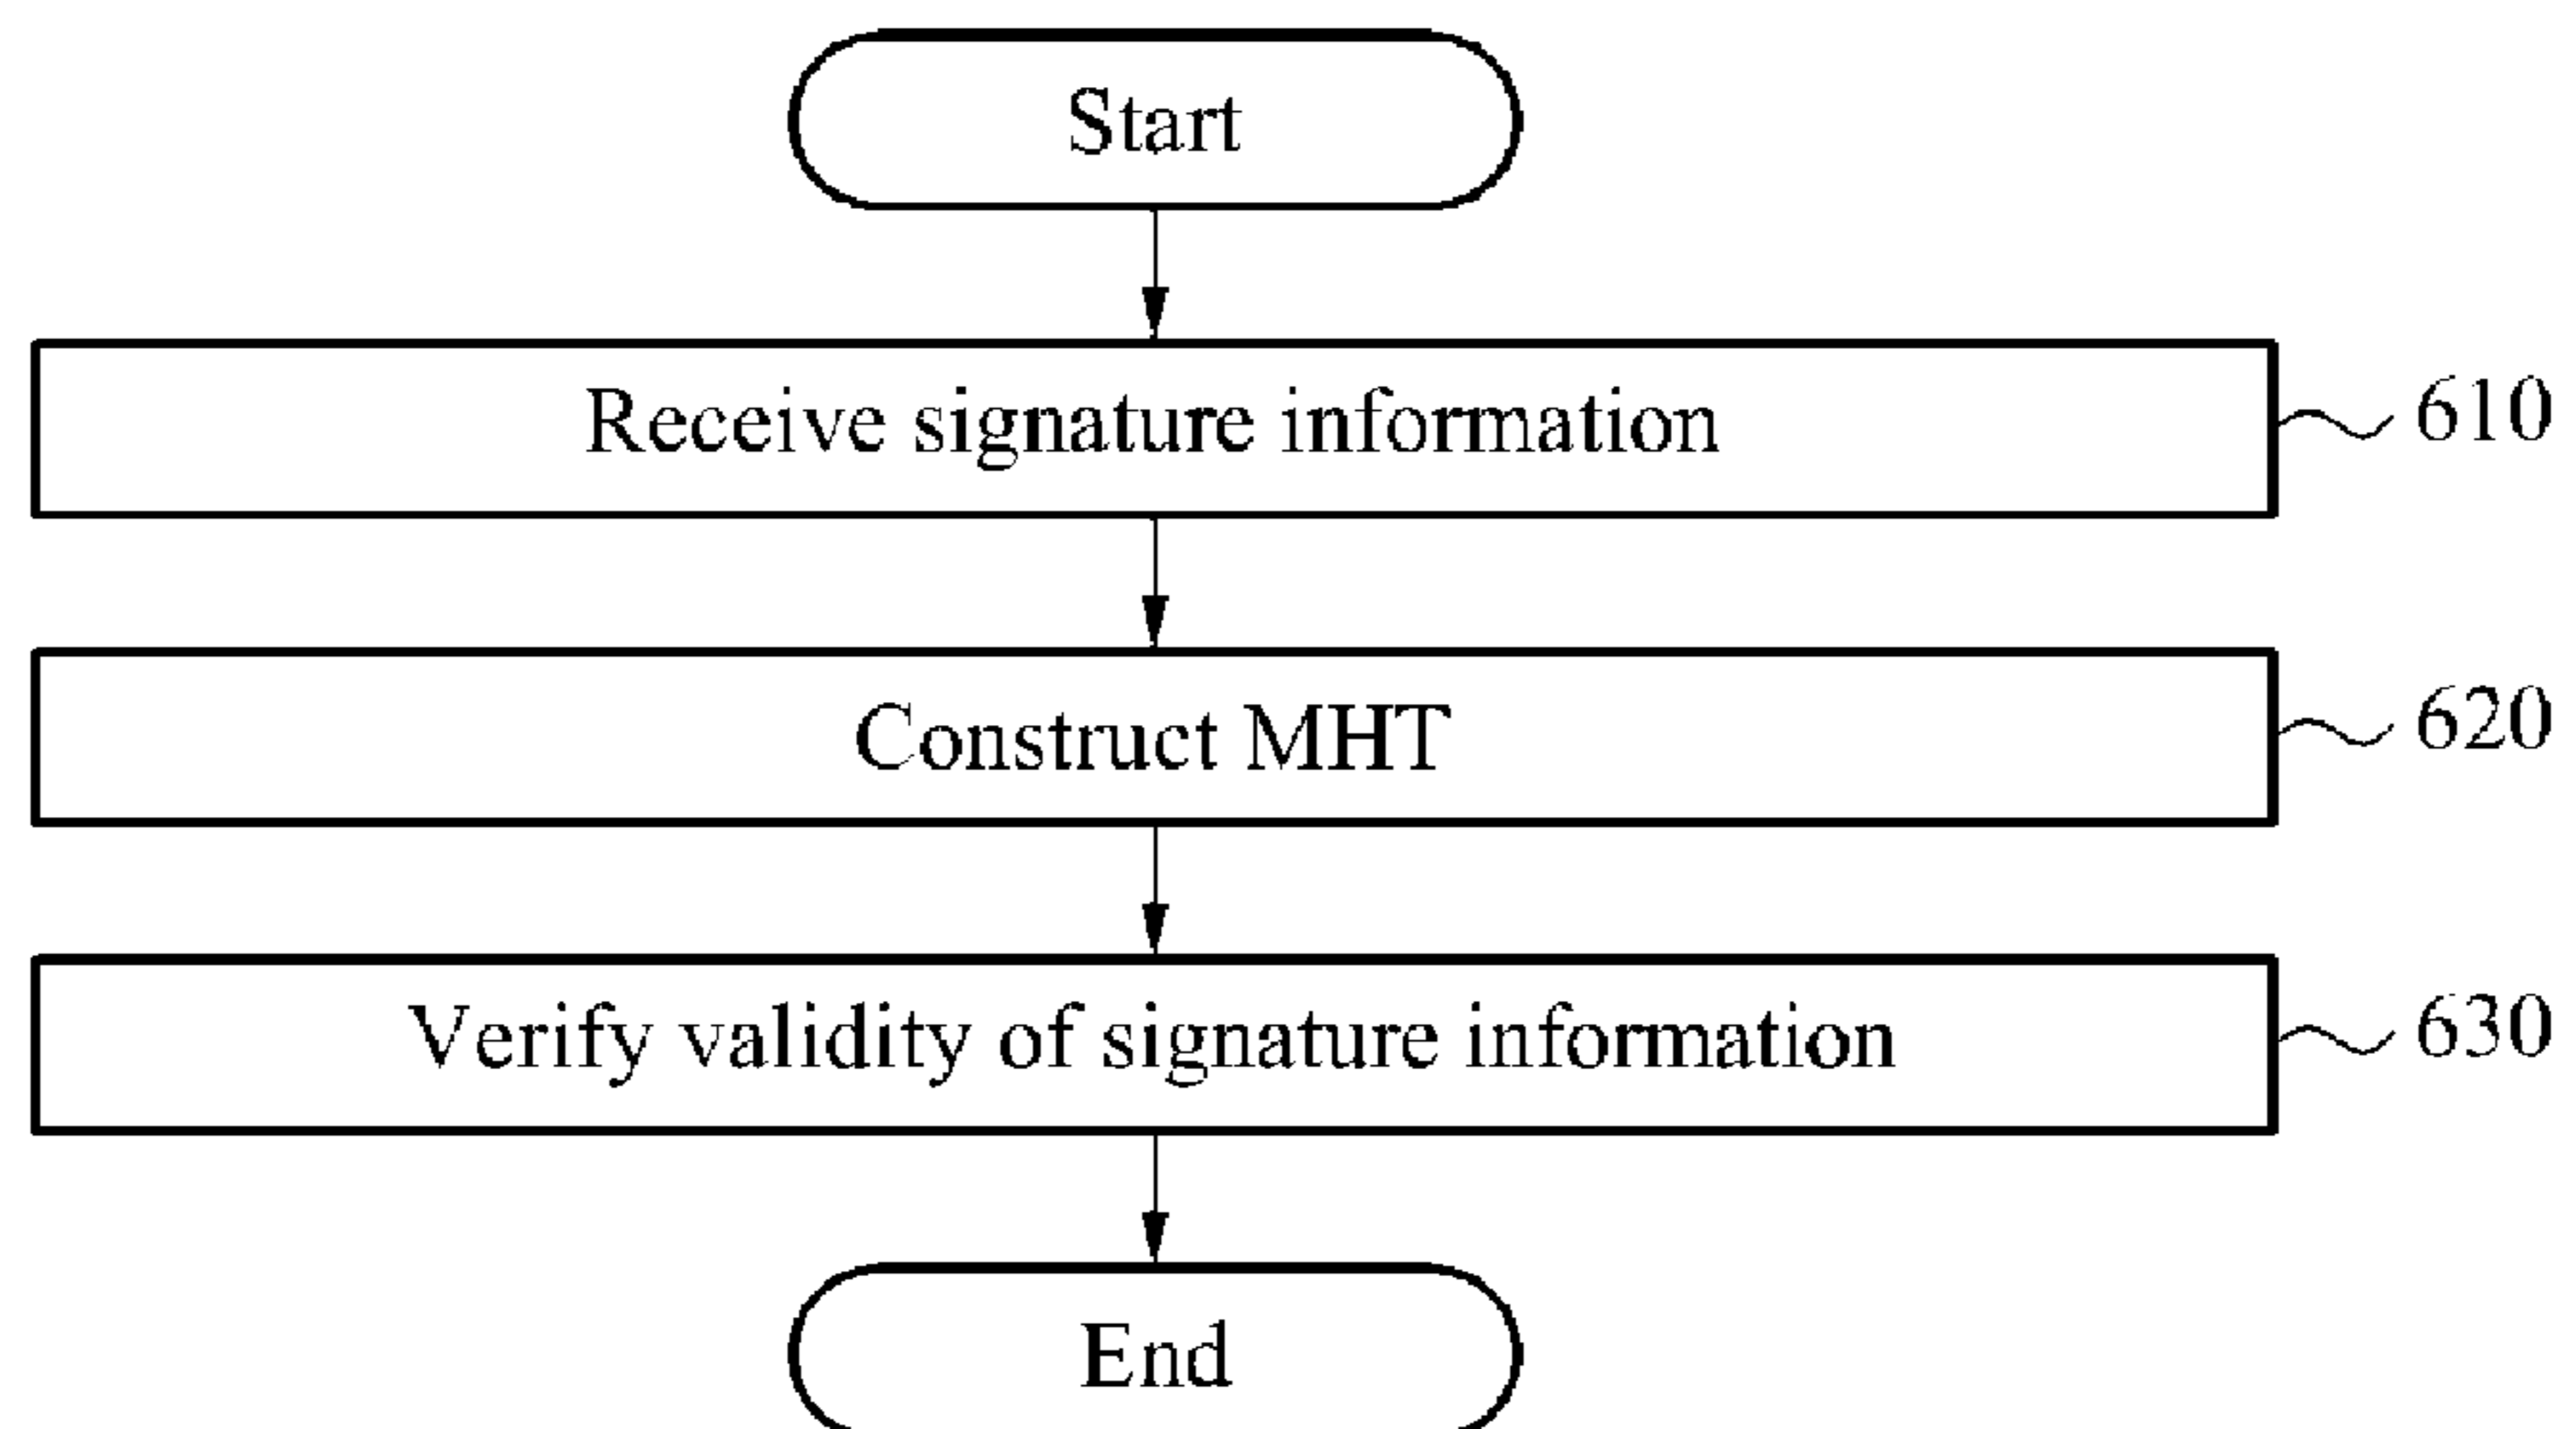 Start
Receive signature information 610
Construct MHT 620
Verify validity of signature information 630
End